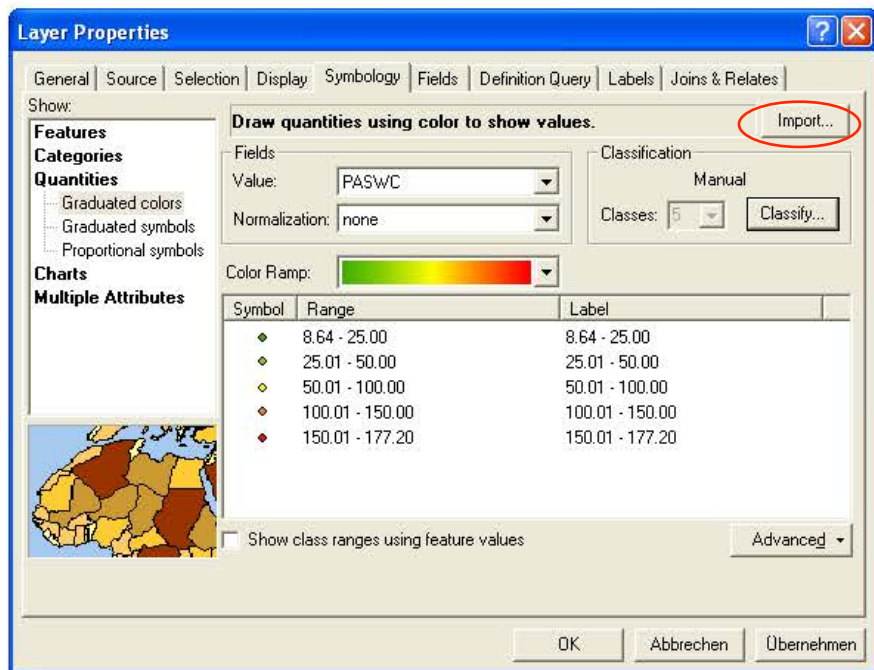 Layer Properties
General Source Selection Display Symbology Fields Definition Query Labels Joins & Relates
Show:
Features
Categories
Quantities
Graduated colors
Graduated symbols
Proportional symbols
Charts
Multiple Attributes
Draw quantities using color to show values.
Import...
Fields
Value: PASWC
Normalization: none
Classification
Manual
Classes: 5 Classify...
Color Ramp:
Symbol Range Label
8.64 - 25.00 8.64 - 25.00
25.01 - 50.00 25.01 - 50.00
50.01 - 100.00 50.01 - 100.00
100.01 - 150.00 100.01 - 150.00
150.01 - 177.20 150.01 - 177.20
Show class ranges using feature values
Advanced
OK Abbrechen Übernehmen